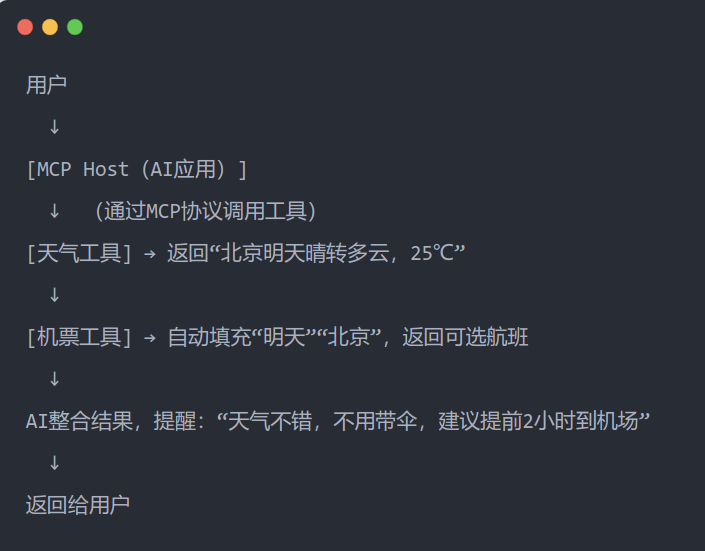 用户
↓
[MCP Host（AI应用）]
↓ （通过MCP协议调用工具）
[天气工具] → 返回“北京明天晴转多云，25℃”
↓
[机票工具] → 自动填充“明天”“北京”，返回可选航班
↓
AI整合结果，提醒：“天气不错，不用带伞，建议提前2小时到机场”
↓
返回给用户